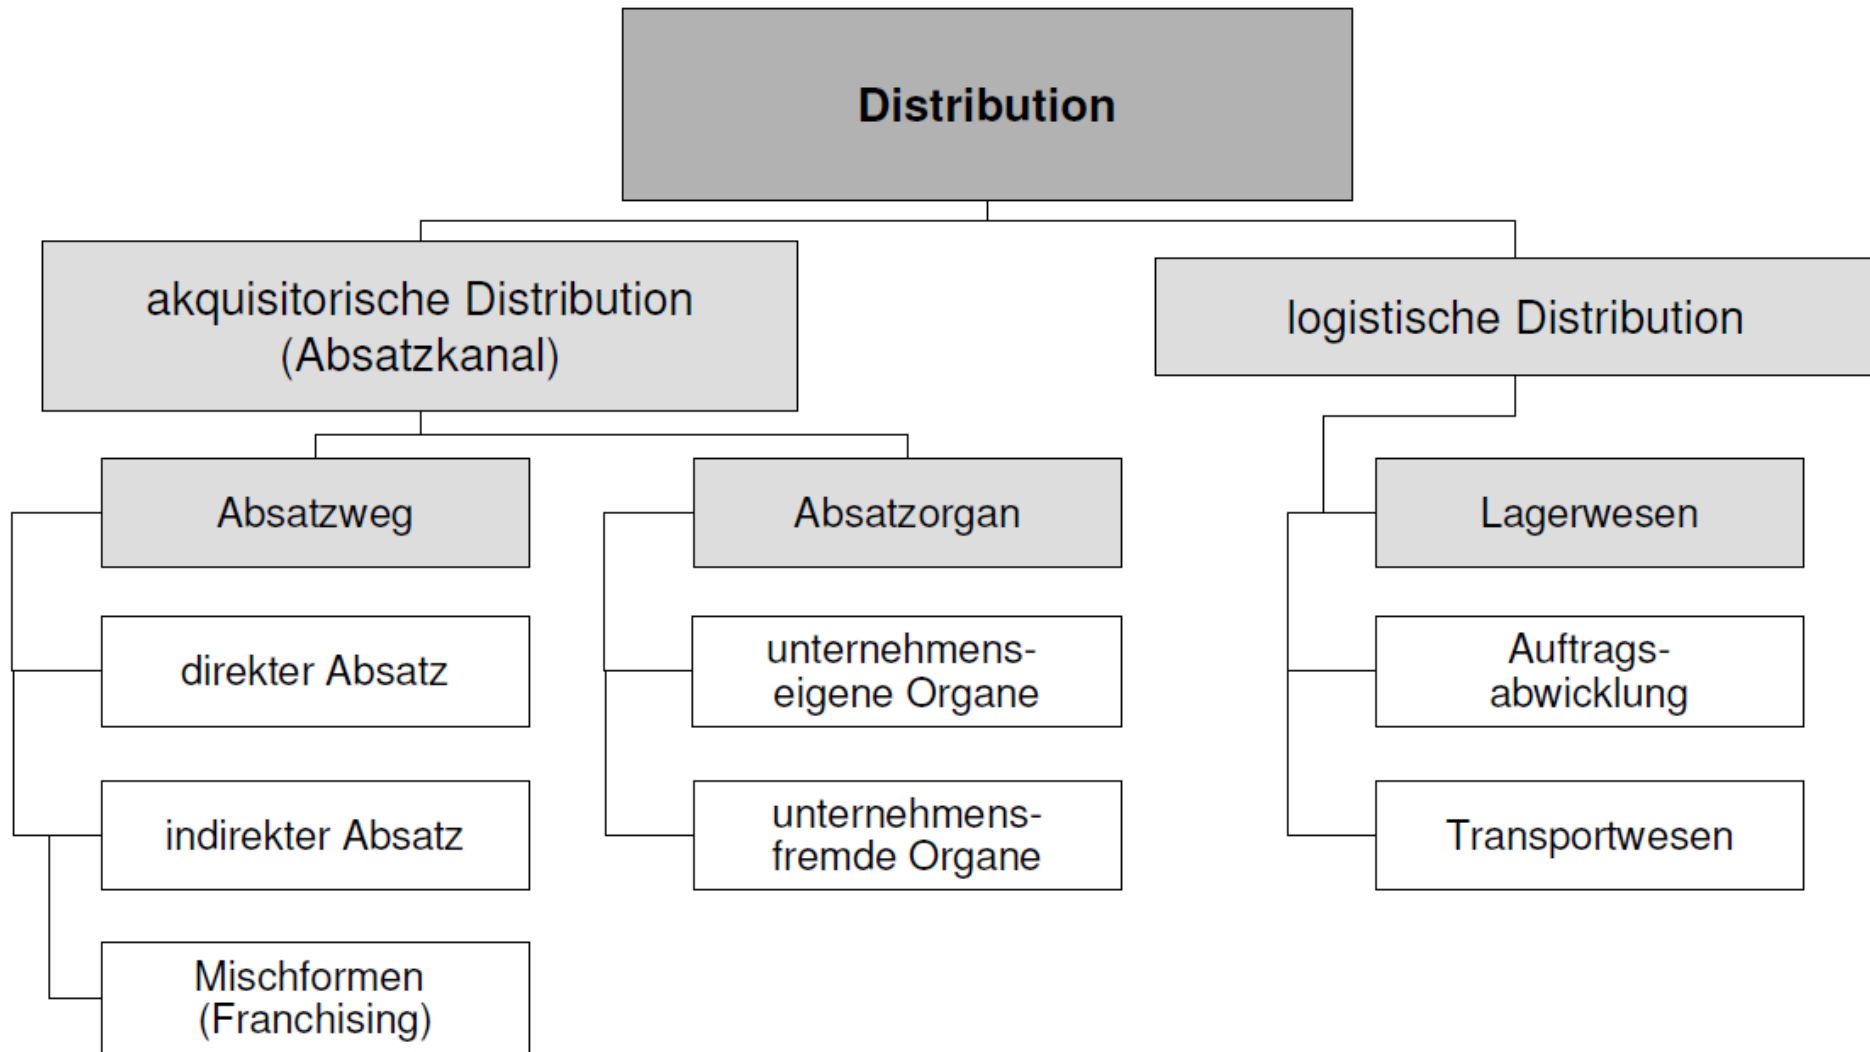 Distribution
akquisitorische Distribution
(Absatzkanal)
logistische Distribution
Absatzweg
Absatzorgan
Lagerwesen
direkter Absatz
unternehmens-
eigene Organe
Auftrags-
abwicklung
indirekter Absatz
unternehmens-
fremde Organe
Transportwesen
Mischformen
(Franchising)